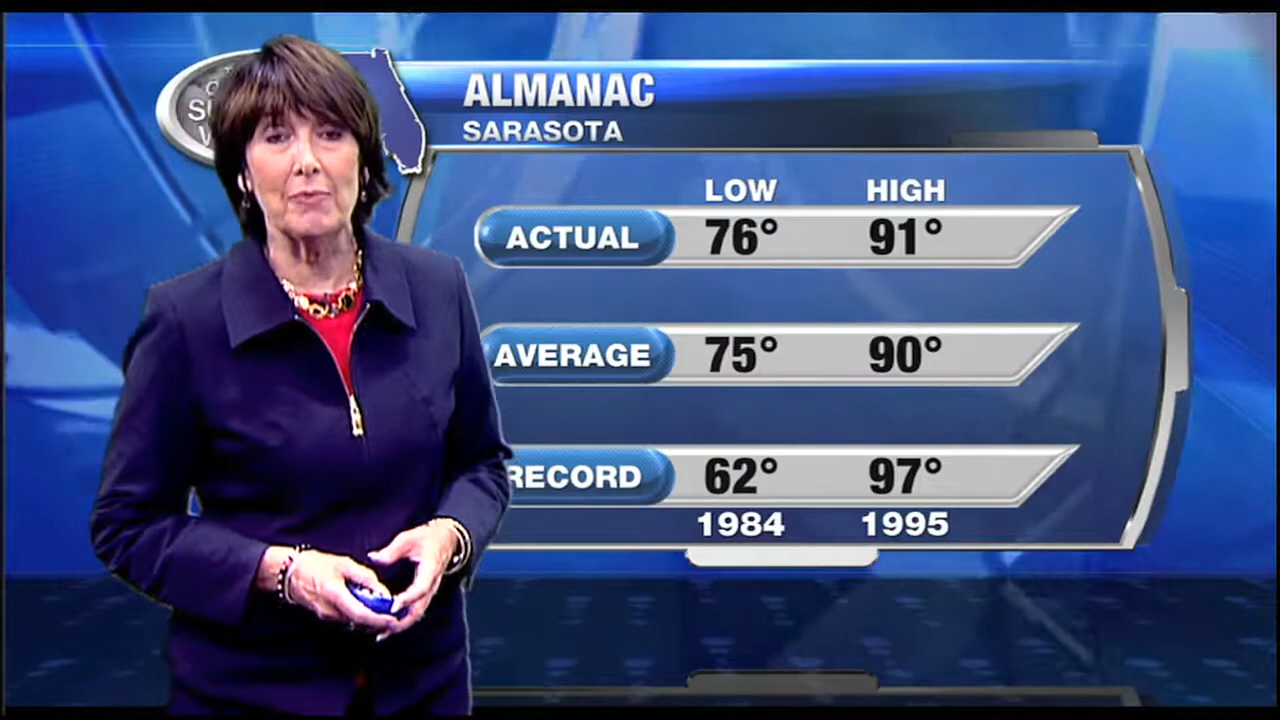 ALMANAC
SARASOTA
LOW HIGH
ACTUAL 76° 91°
AVERAGE 75° 90°
RECORD 62° 97°
1984 1995